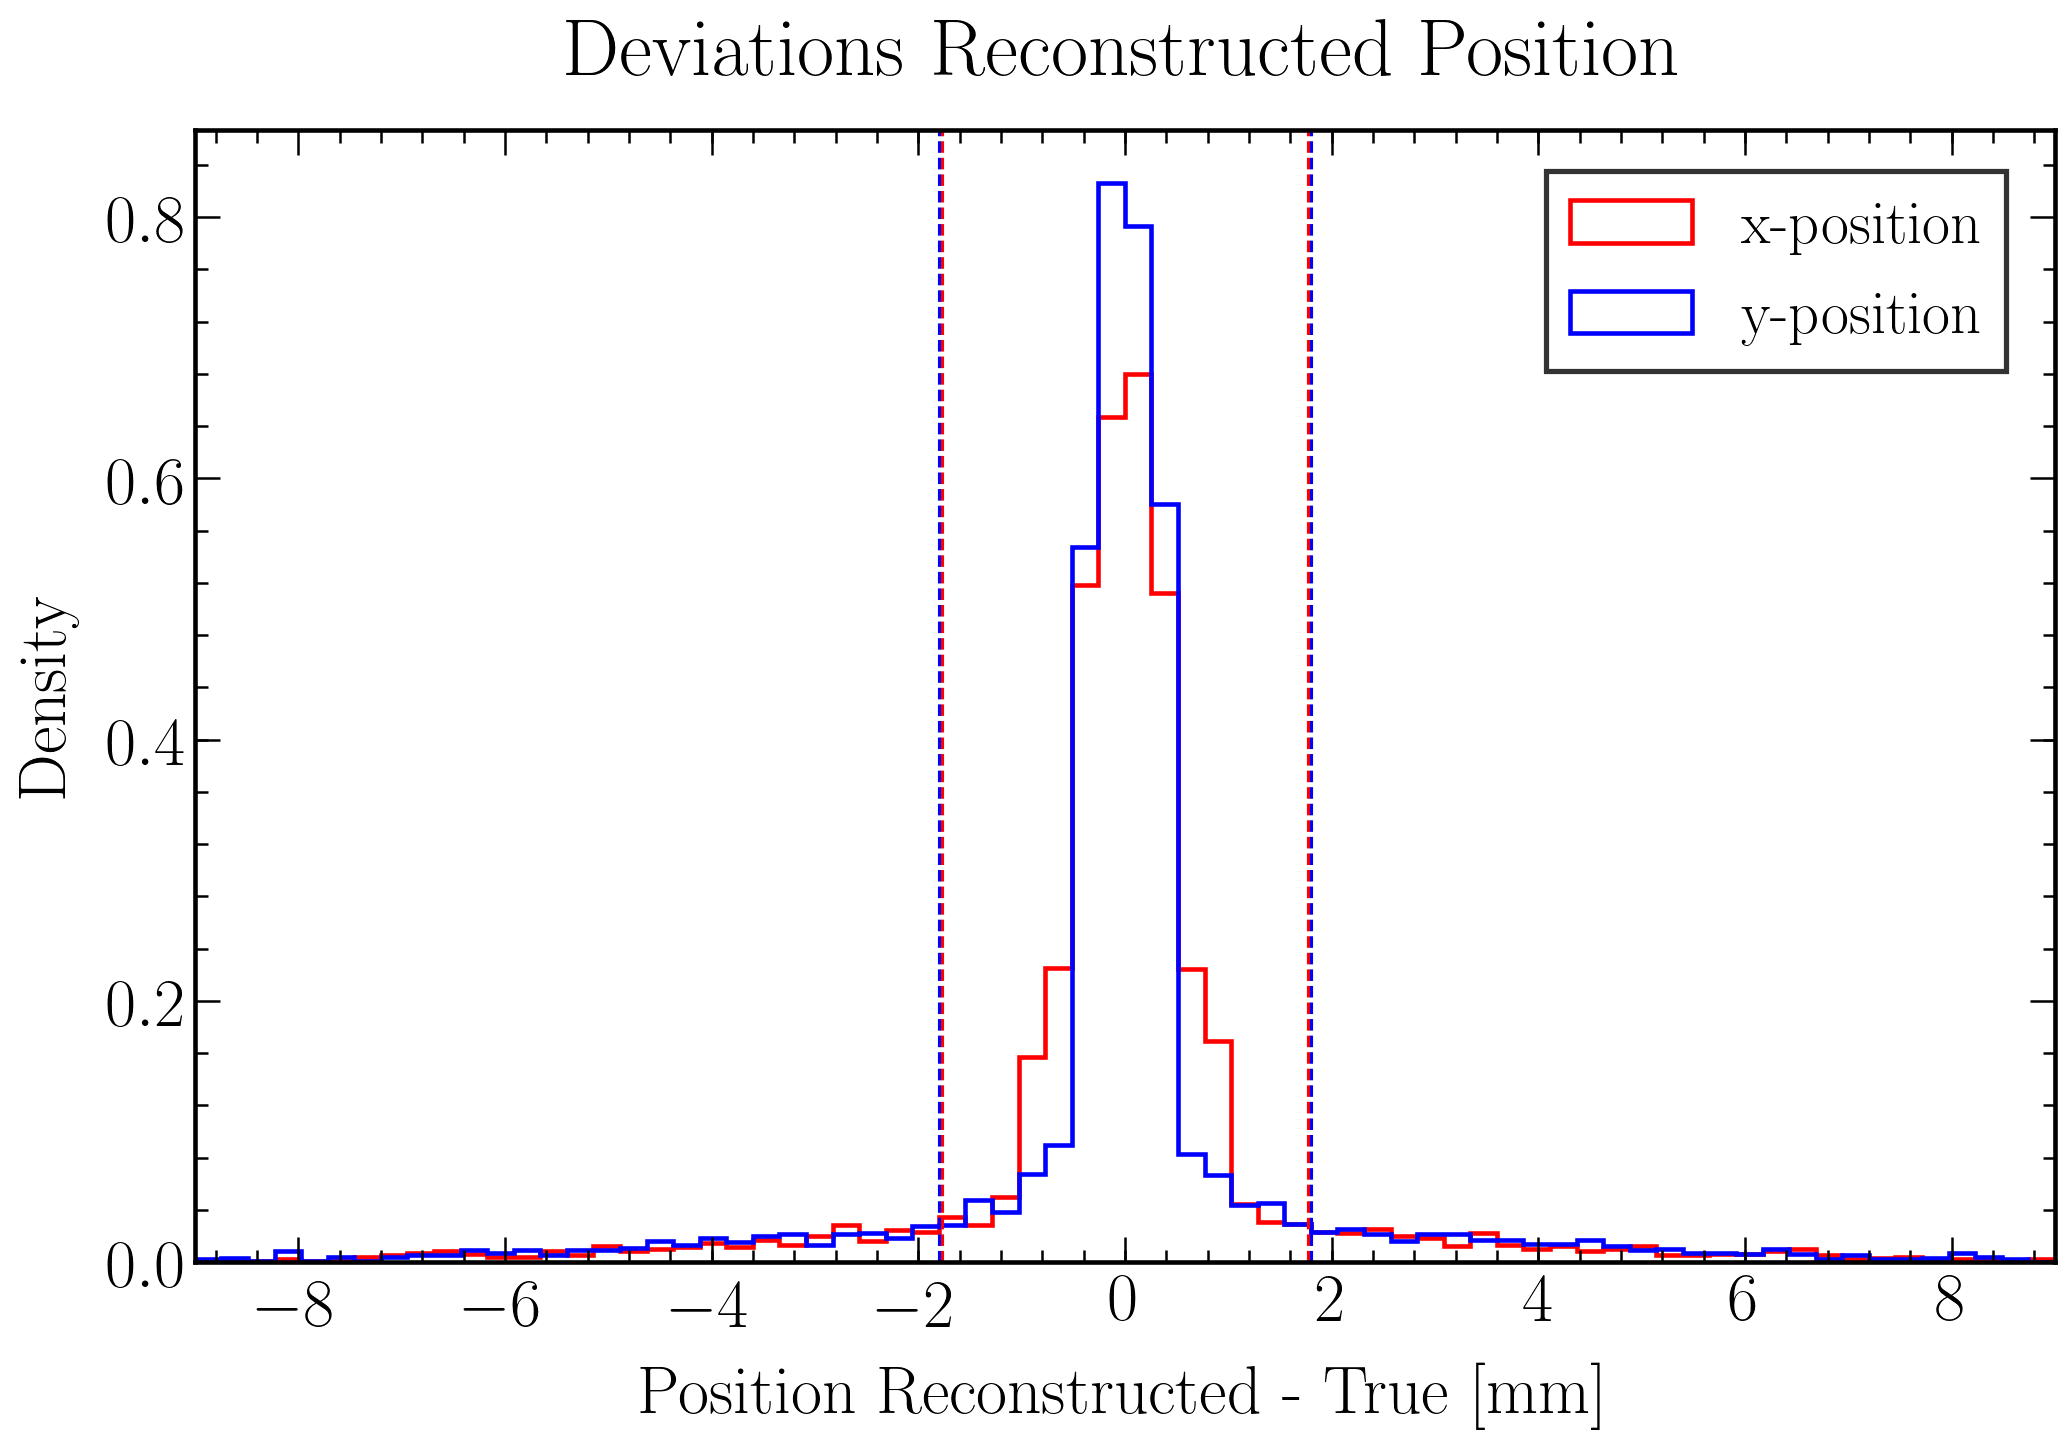 Deviations Reconstructed Position
x-position
y-position
Density
0.8
0.6
0.4
0.2
0.0
−8 −6 −4 −2 0 2 4 6 8
Position Reconstructed - True [mm]